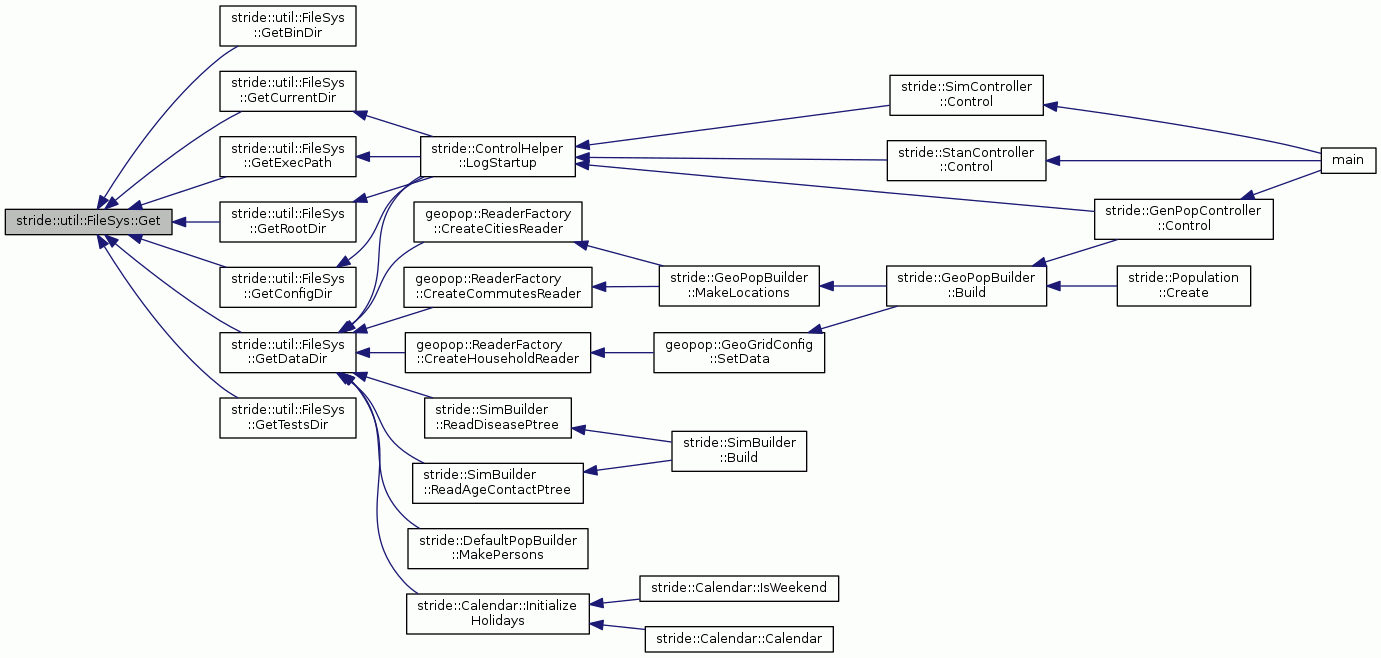 stride::util::FileSys::Get
stride::util::FileSys
::GetBinDir
stride::util::FileSys
::GetCurrentDir
stride::util::FileSys
::GetExecPath
stride::util::FileSys
::GetRootDir
stride::util::FileSys
::GetConfigDir
stride::util::FileSys
::GetDataDir
stride::util::FileSys
::GetTestsDir
stride::ControlHelper
::LogStartup
geopop::ReaderFactory
::CreateCitiesReader
geopop::ReaderFactory
::CreateCommutesReader
geopop::ReaderFactory
::CreateHouseholdReader
stride::SimBuilder
::ReadDiseasePtree
stride::SimBuilder
::ReadAgeContactPtree
stride::DefaultPopBuilder
::MakePersons
stride::Calendar::Initialize
Holidays
stride::GeoPopBuilder
::MakeLocations
geopop::GeoGridConfig
::SetData
stride::SimBuilder
::Build
stride::Calendar::IsWeekend
stride::Calendar::Calendar
stride::SimController
::Control
stride::StanController
::Control
stride::GeoPopBuilder
::Build
stride::GenPopController
::Control
stride::Population
::Create
main